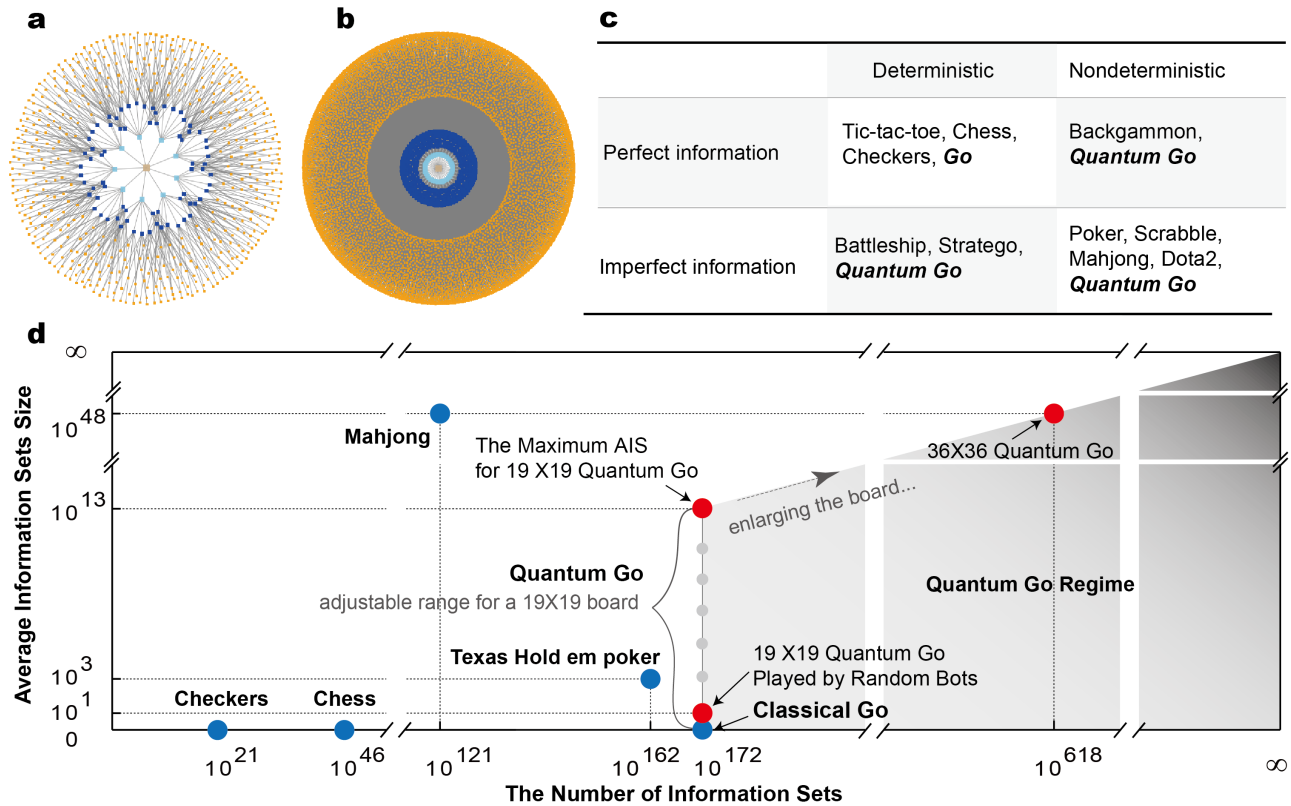 a
b
c
Deterministic
Nondeterministic
Perfect information
Tic-tac-toe, Chess,
Checkers, Go
Backgammon,
Quantum Go
Imperfect information
Battleship, Stratego,
Quantum Go
Poker, Scrabble,
Mahjong, Dota2,
Quantum Go
d
Average Information Sets Size
∞
10^48
10^13
10^3
10^1
0
Mahjong
The Maximum AIS
for 19 X19 Quantum Go
36X36 Quantum Go
enlarging the board...
Quantum Go
adjustable range for a 19X19 board
Quantum Go Regime
Texas Hold em poker
19 X19 Quantum Go
Played by Random Bots
Checkers
Chess
Classical Go
10^21
10^46
10^121
10^162
10^172
10^618
∞
The Number of Information Sets